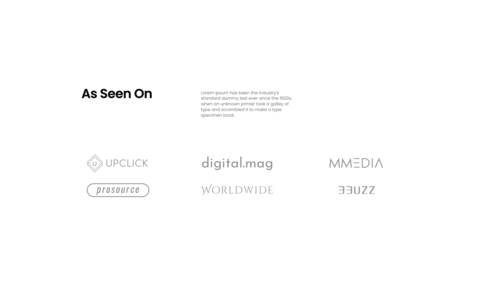 As Seen On
Lorem Ipsum has been the industry's
standard dummy text ever since the 1500s,
when an unknown printer took a galley of
type and scrambled it to make a type
specimen book
U UPCLICK
digital.mag
MMEDIA
prosource
WORLDWIDE
BBUZZ